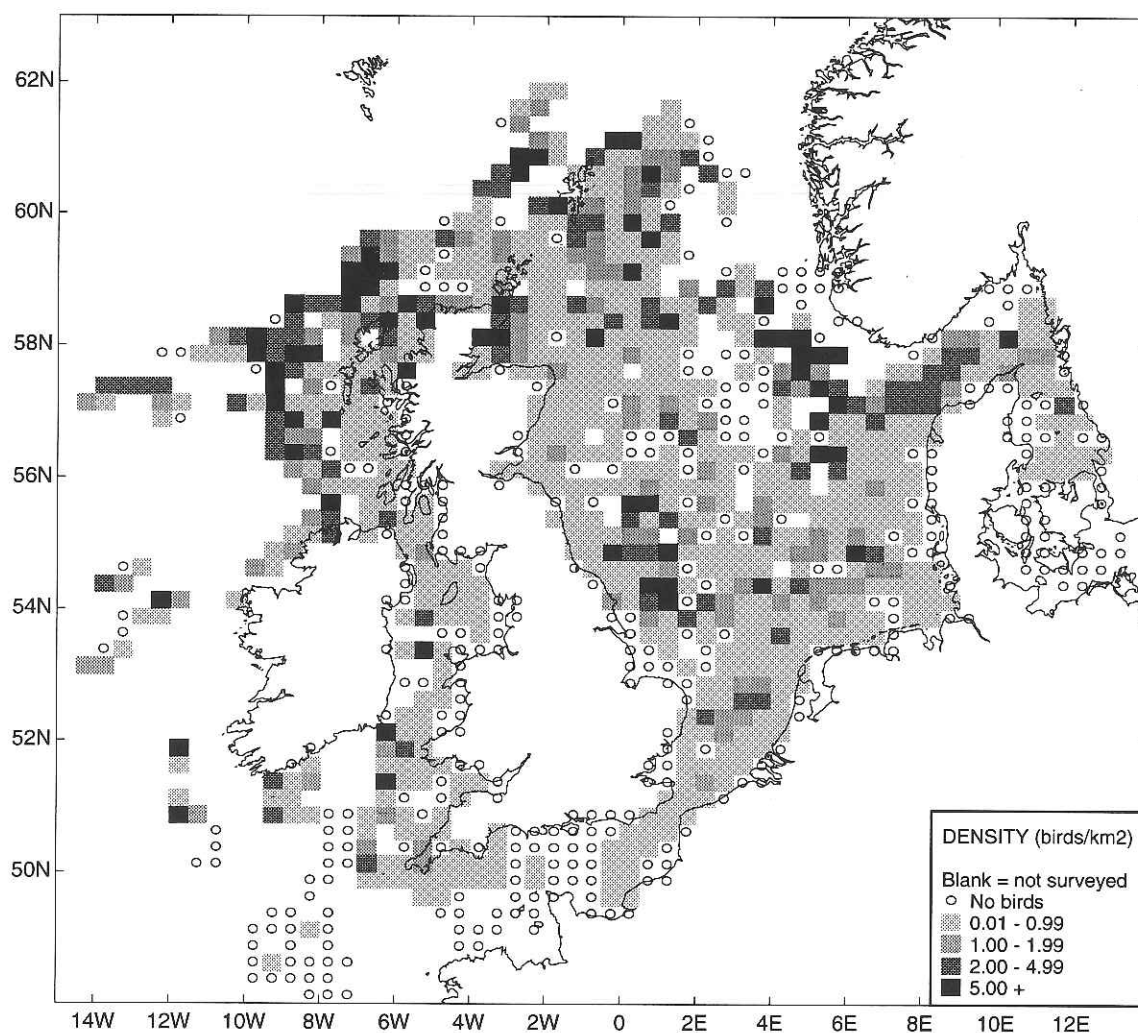 62N
60N
58N
56N
54N
52N
50N
DENSITY (birds/km2)
Blank = not surveyed
No birds
0.01 - 0.99
1.00 - 1.99
2.00 - 4.99
5.00 +
14W 12W 10W 8W 6W 4W 2W 0 2E 4E 6E 8E 10E 12E